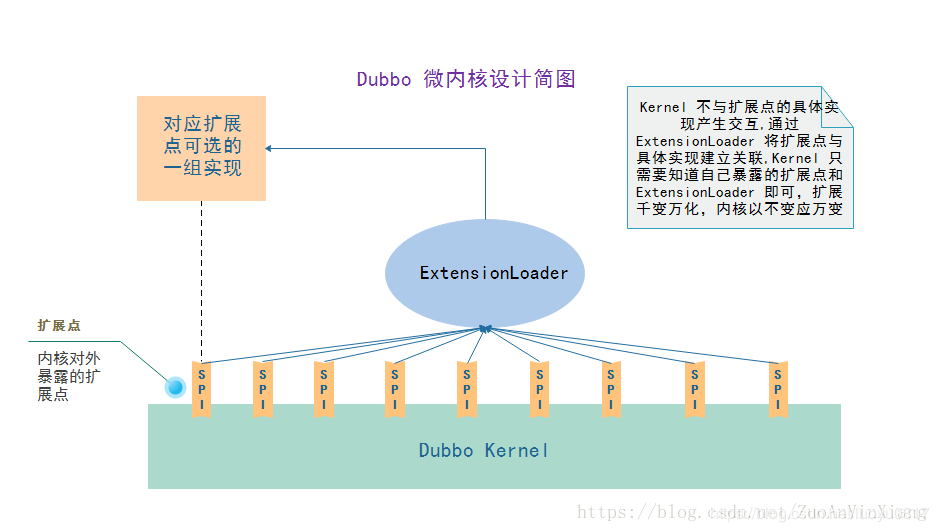 Dubbo 微内核设计简图
对应扩展
点可选的
一组实现
Kernel 不与扩展点的具体实
现产生交互,通过
ExtensionLoader 将扩展点与
具体实现建立关联,Kernel 只
需要知道自己暴露的扩展点和
ExtensionLoader 即可，扩展
千变万化，内核以不变应万变
ExtensionLoader
扩展点
内核对外
暴露的扩
展点
SPI
SPI
SPI
SPI
SPI
SPI
SPI
SPI
SPI
Dubbo Kernel
https://blog.csdn.net/ZuoAnYinXiang